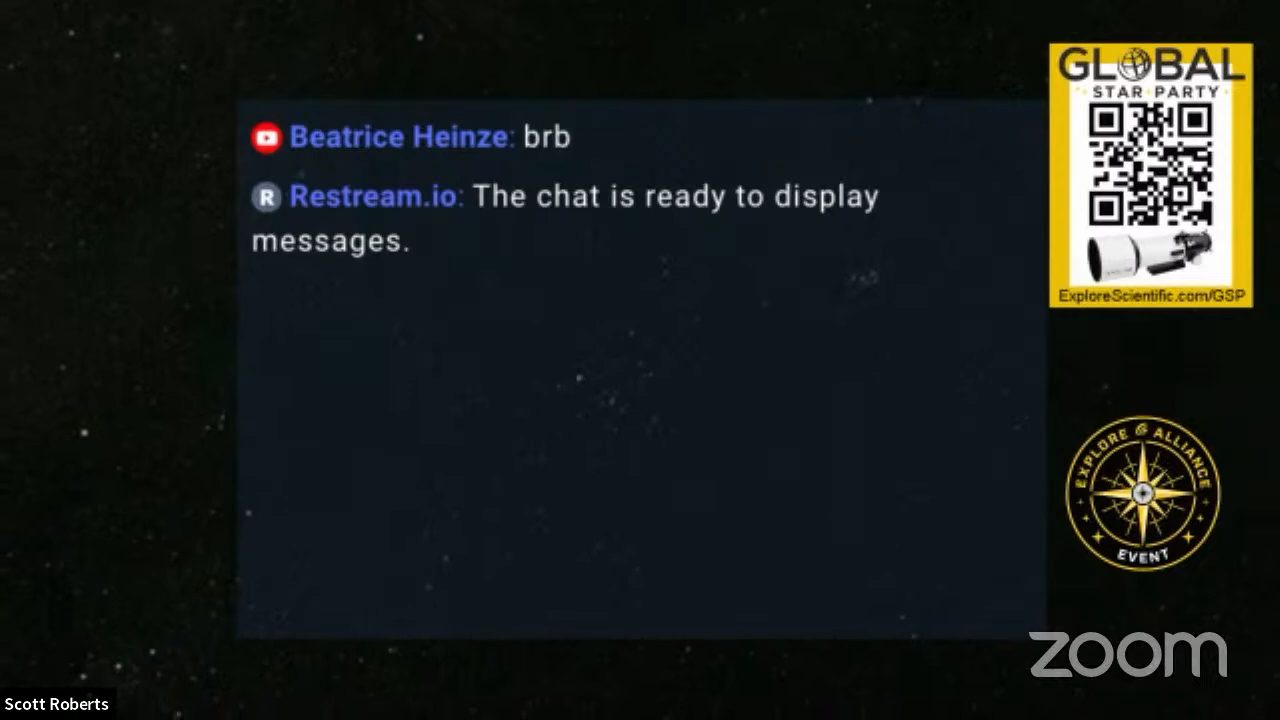 GLOBAL
STAR PARTY
Beatrice Heinze: brb
R Restream.io: The chat is ready to display
messages.
ExploreScientific.com/GSP
EXPLORE ALLIANCE
EVENT
zoom
Scott Roberts